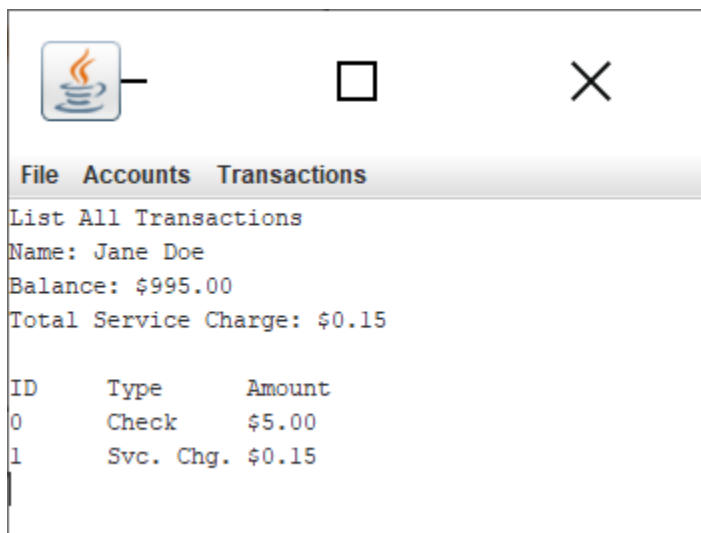 File Accounts Transactions
List All Transactions
Name: Jane Doe
Balance: $995.00
Total Service Charge: $0.15
ID Type Amount
0 Check $5.00
1 Svc. Chg. $0.15